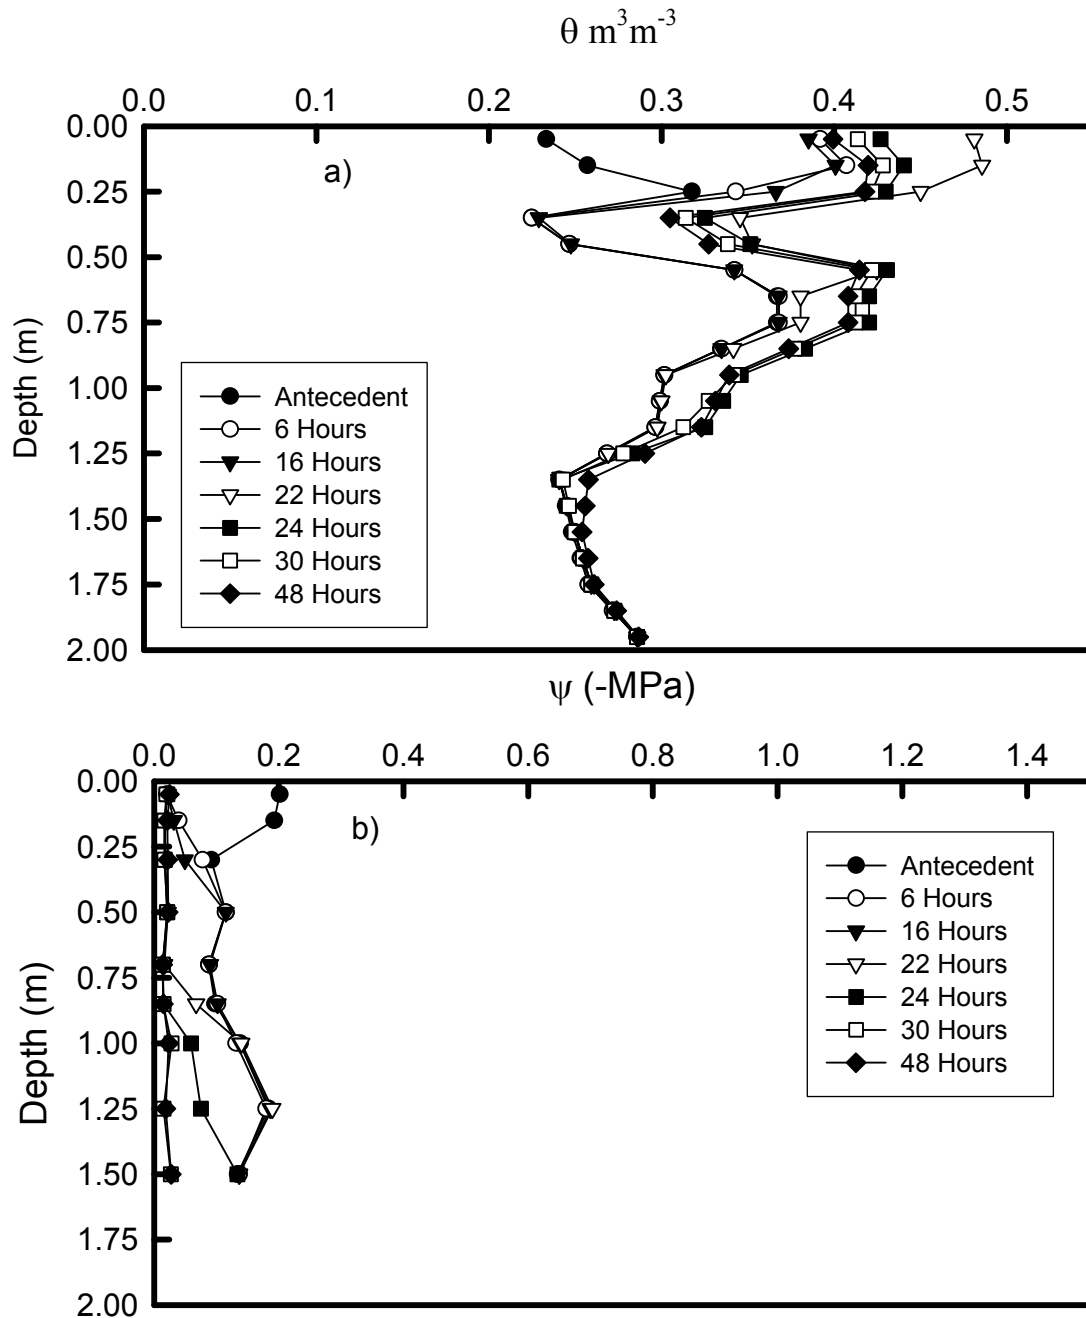 θ m³m⁻³
0.0 0.1 0.2 0.3 0.4 0.5
0.00
0.25
0.50
0.75
1.00
1.25
1.50
1.75
2.00
Depth (m)
a)
Antecedent
6 Hours
16 Hours
22 Hours
24 Hours
30 Hours
48 Hours
ψ (-MPa)
0.0 0.2 0.4 0.6 0.8 1.0 1.2 1.4
0.00
0.25
0.50
0.75
1.00
1.25
1.50
1.75
2.00
Depth (m)
b)
Antecedent
6 Hours
16 Hours
22 Hours
24 Hours
30 Hours
48 Hours